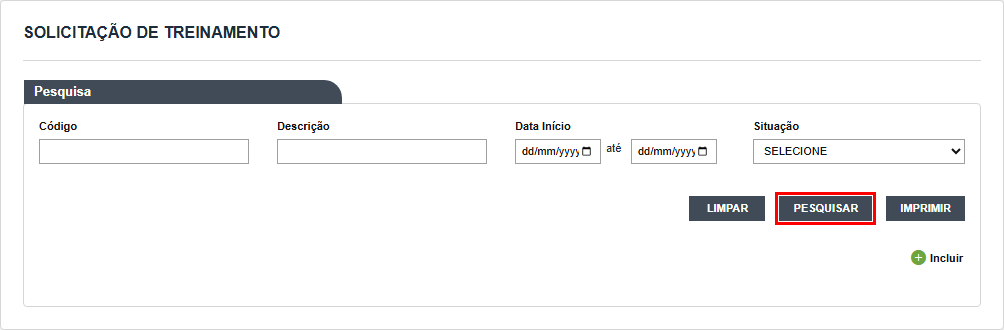 SOLICITAÇÃO DE TREINAMENTO
Pesquisa
Código Descrição Data Início Situação
dd/mm/yyyy até dd/mm/yyyy SELECIONE
LIMPAR PESQUISAR IMPRIMIR
Incluir